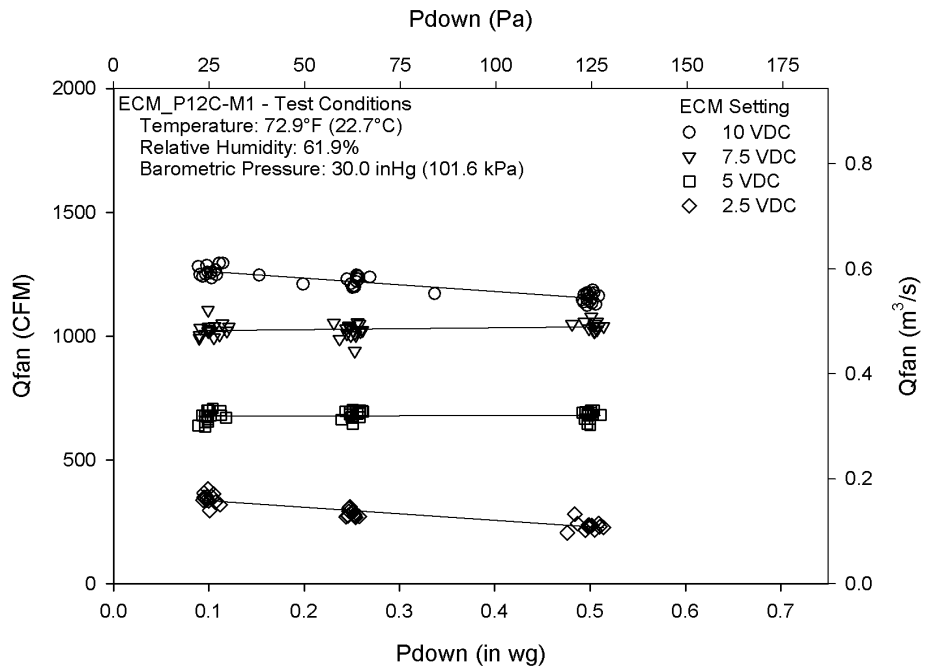 Pdown (Pa)
0 25 50 75 100 125 150 175
ECM_P12C-M1 - Test Conditions
Temperature: 72.9°F (22.7°C)
Relative Humidity: 61.9%
Barometric Pressure: 30.0 inHg (101.6 kPa)
ECM Setting
10 VDC
7.5 VDC
5 VDC
2.5 VDC
Qfan (CFM)
2000
1500
1000
500
0
Qfan (m³/s)
0.8
0.6
0.4
0.2
0.0
0.0 0.1 0.2 0.3 0.4 0.5 0.6 0.7
Pdown (in wg)